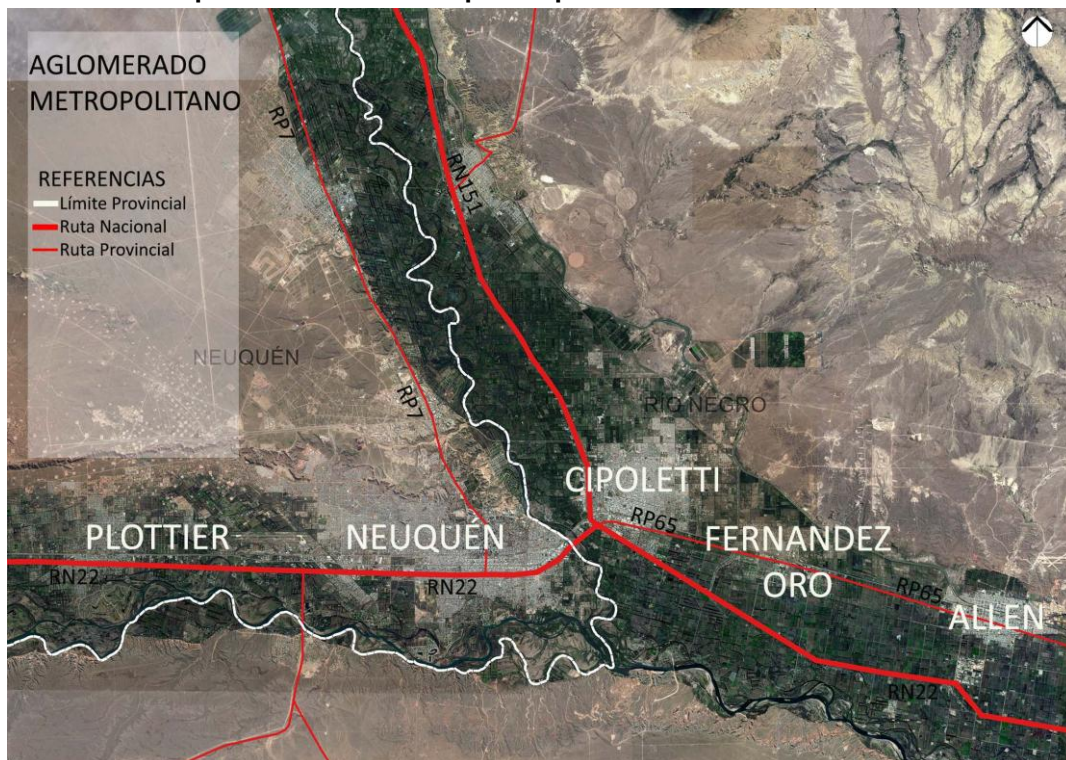 AGLOMERADO
METROPOLITANO
REFERENCIAS
Límite Provincial
Ruta Nacional
Ruta Provincial
RP7
RN151
NEUQUÉN
RP7
RÍO NEGRO
CIPOLETTI
PLOTTIER
NEUQUÉN
RP65
FERNANDEZ
ORO
RN22
RN22
RP65
ALLEN
RN22